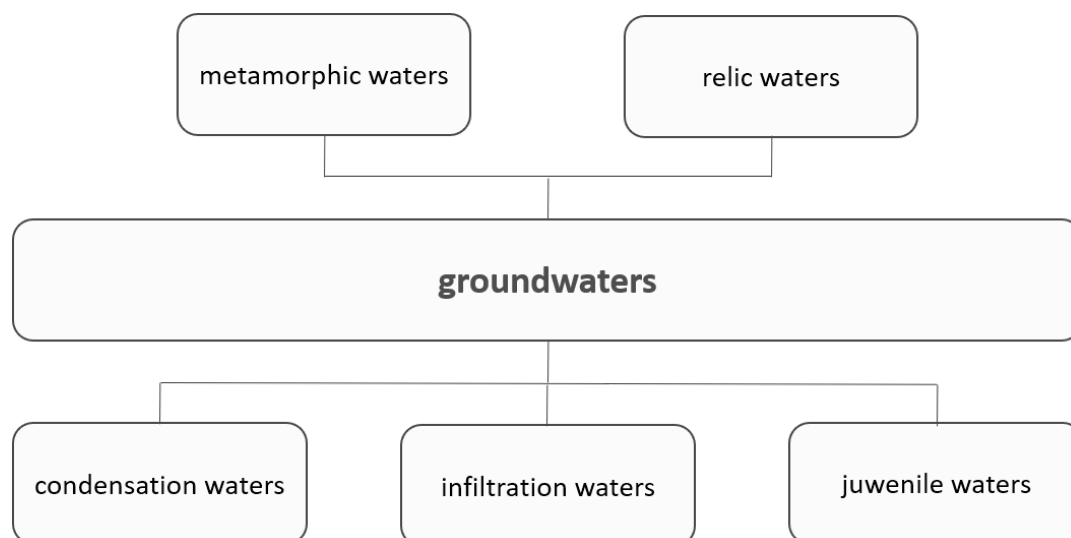 metamorphic waters
relic waters
groundwaters
condensation waters
infiltration waters
juwenile waters